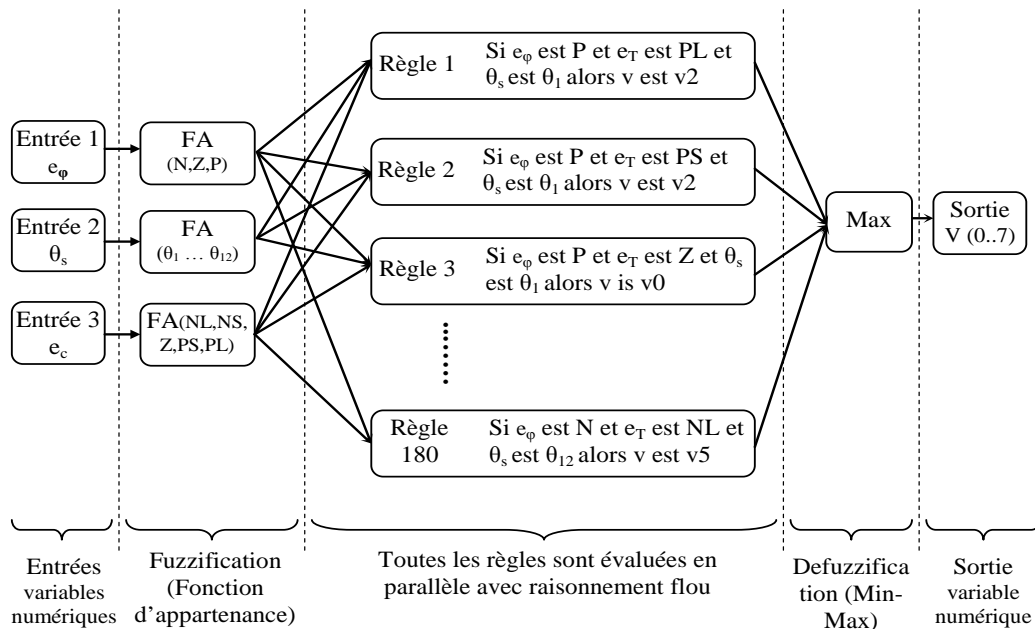 Entrée 1
eφ
Entrée 2
θs
Entrée 3
ec
FA
(N,Z,P)
FA
(θ1 … θ12)
FA(NL,NS,
Z,PS,PL)
Règle 1
Si eφ est P et eT est PL et
θs est θ1 alors v est v2
Règle 2
Si eφ est P et eT est PS et
θs est θ1 alors v est v2
Règle 3
Si eφ est P et eT est Z et θs
est θ1 alors v is v0
Règle
180
Si eφ est N et eT est NL et
θs est θ12 alors v est v5
Max
Sortie
V (0..7)
Entrées
variables
numériques
Fuzzification
(Fonction
d’appartenance)
Toutes les règles sont évaluées en
parallèle avec raisonnement flou
Defuzzifica
tion (Min-
Max)
Sortie
variable
numérique